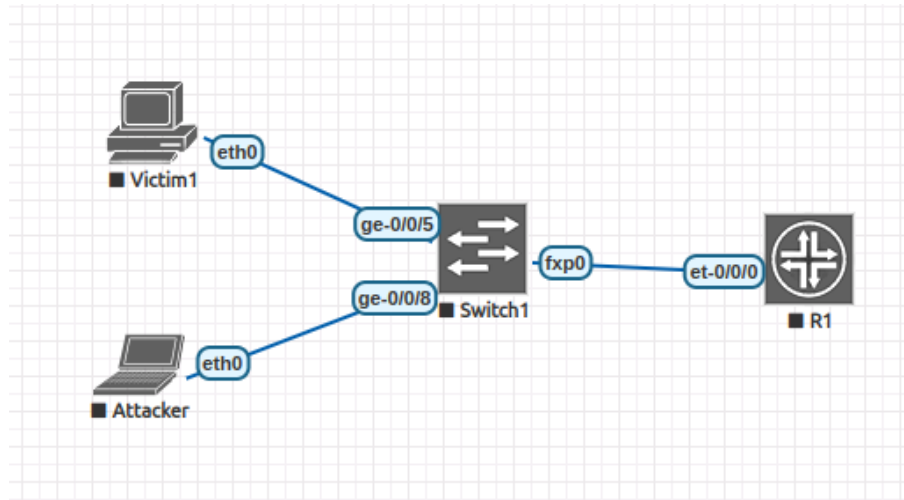 eth0
Victim1
ge-0/0/5
fxp0
et-0/0/0
ge-0/0/8
Switch1
R1
eth0
Attacker